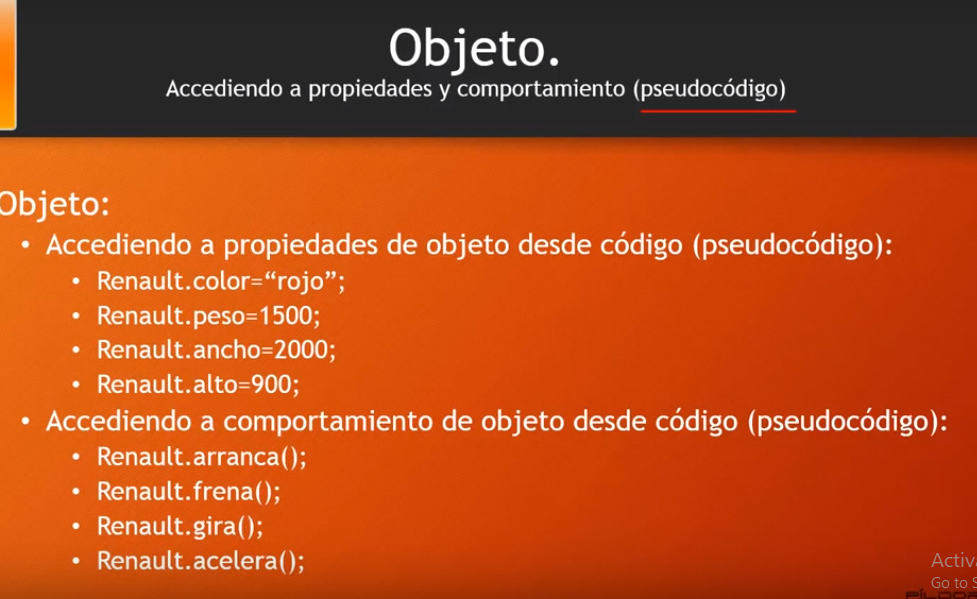 Objeto.
Accediendo a propiedades y comportamiento (pseudocódigo)
Objeto:
• Accediendo a propiedades de objeto desde código (pseudocódigo):
• Renault.color=“rojo”;
• Renault.peso=1500;
• Renault.ancho=2000;
• Renault.alto=900;
• Accediendo a comportamiento de objeto desde código (pseudocódigo):
• Renault.arranca();
• Renault.frena();
• Renault.gira();
• Renault.acelera();
Activa
Go to S